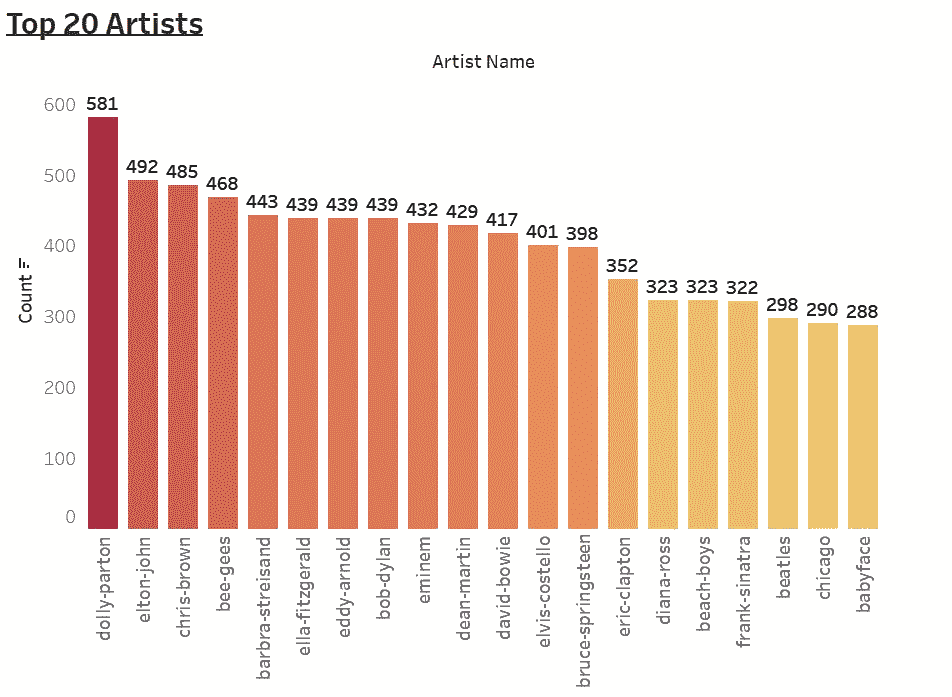 Top 20 Artists
Artist Name
Count
600
500
400
300
200
100
0
581
492
485
468
443
439
439
439
432
429
417
401
398
352
323
323
322
298
290
288
dolly-parton
elton-john
chris-brown
bee-gees
barbra-streisand
ella-fitzgerald
eddy-arnold
bob-dylan
eminem
dean-martin
david-bowie
elvis-costello
bruce-springsteen
eric-clapton
diana-ross
beach-boys
frank-sinatra
beatles
chicago
babyface